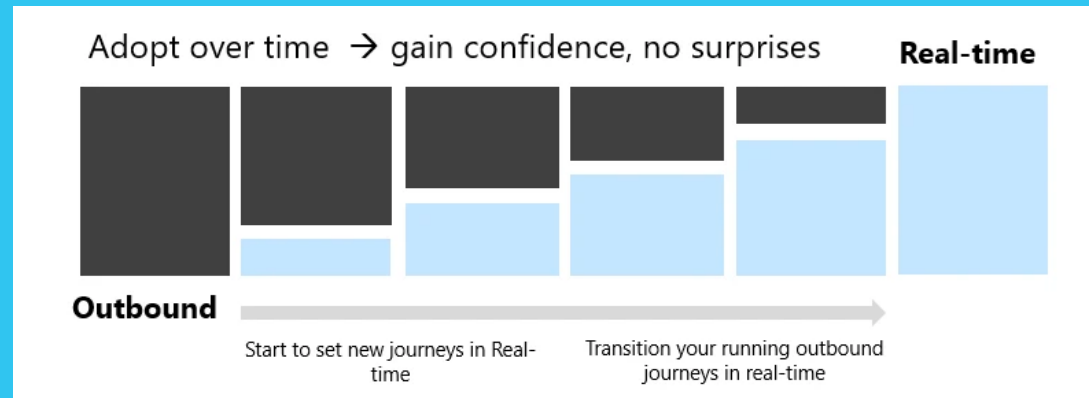 Adopt over time → gain confidence, no surprises
Real-time
Outbound
Start to set new journeys in Real-
time
Transition your running outbound
journeys in real-time